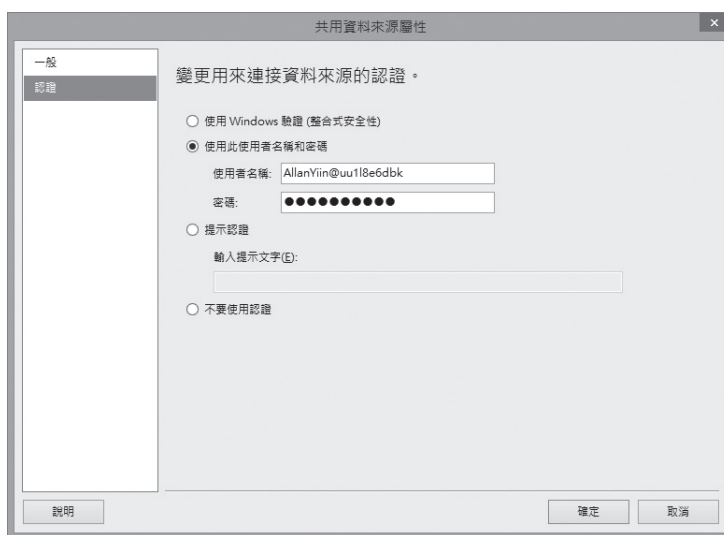 共用資料來源屬性
一般
認證
變更用來連接資料來源的認證。
使用 Windows 驗證 (整合式安全性)
使用此使用者名稱和密碼
使用者名稱: AllanYiin@uu1l8e6dbk
密碼: ●●●●●●●●●●
提示認證
輸入提示文字(E):
不要使用認證
說明
確定
取消